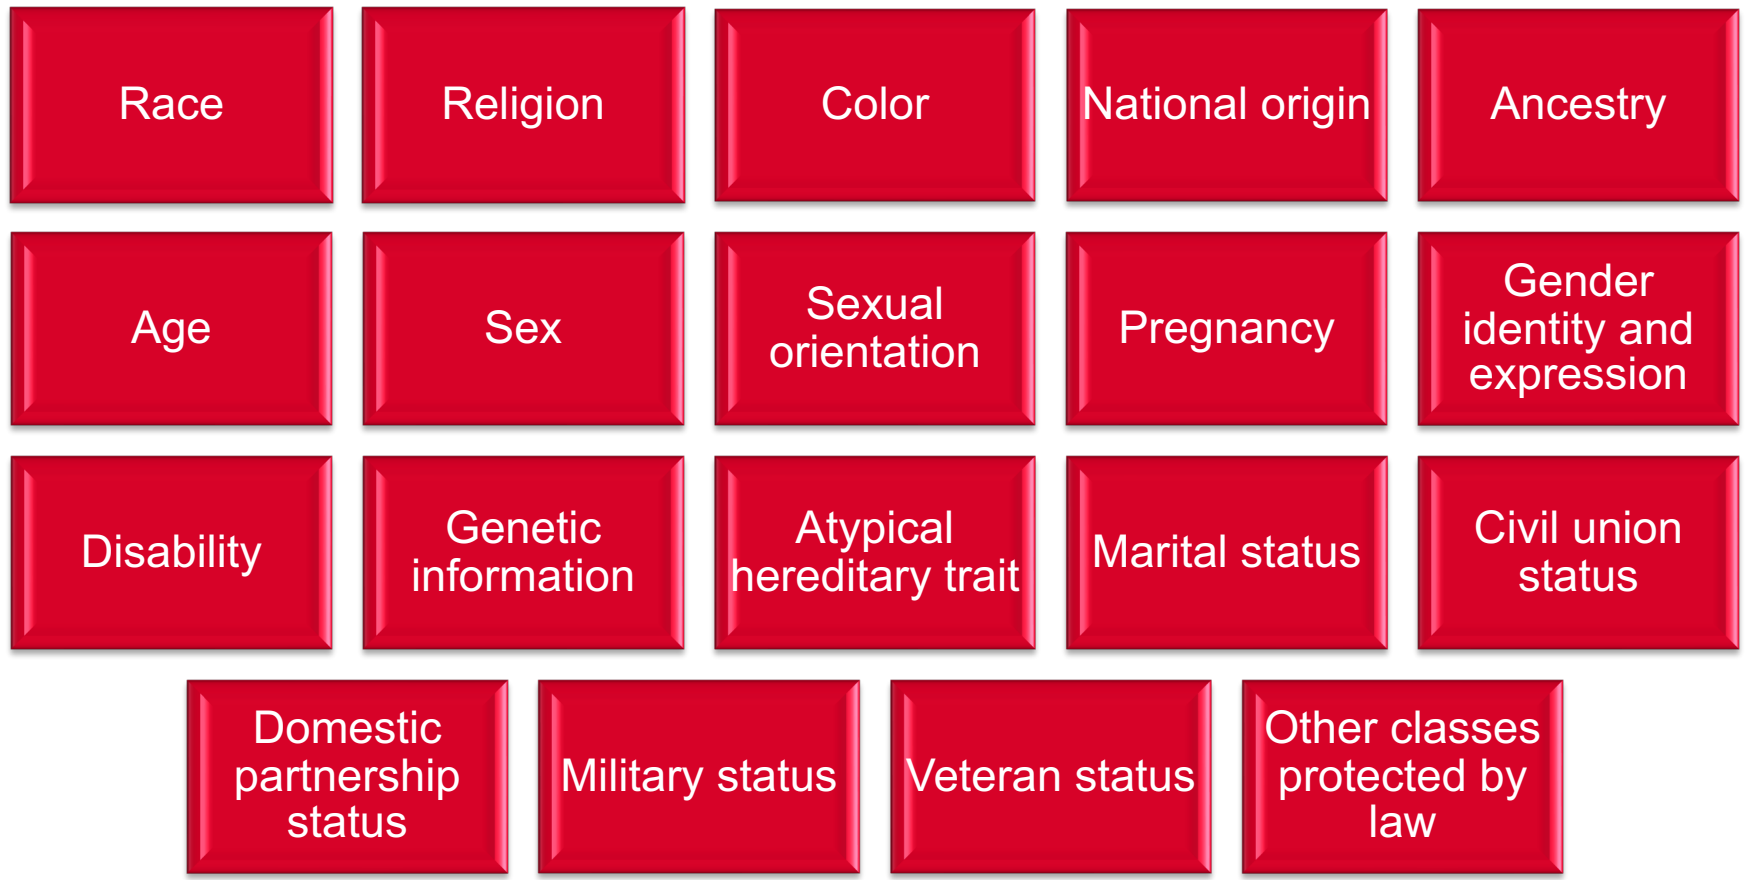 Race
Religion
Color
National origin
Ancestry
Age
Sex
Sexual
orientation
Pregnancy
Gender
identity and
expression
Disability
Genetic
information
Atypical
hereditary trait
Marital status
Civil union
status
Domestic
partnership
status
Military status
Veteran status
Other classes
protected by
law